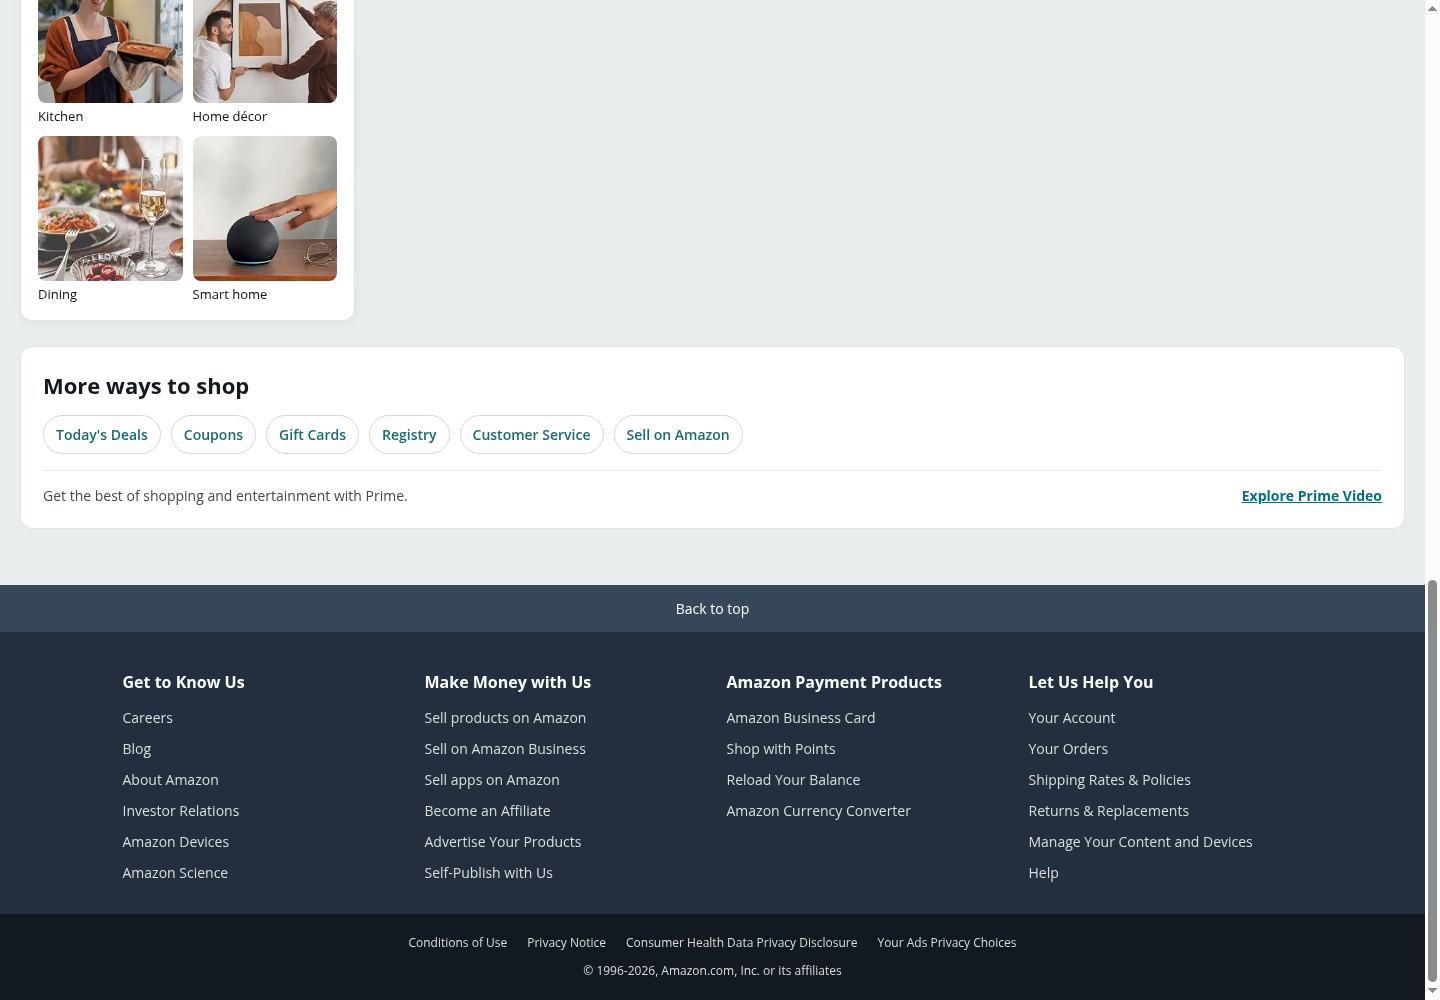 Kitchen
Home décor
Dining
Smart home
More ways to shop
Today's Deals
Coupons
Gift Cards
Registry
Customer Service
Sell on Amazon
Get the best of shopping and entertainment with Prime.
Explore Prime Video
Back to top
Get to Know Us
Careers
Blog
About Amazon
Investor Relations
Amazon Devices
Amazon Science
Make Money with Us
Sell products on Amazon
Sell on Amazon Business
Sell apps on Amazon
Become an Affiliate
Advertise Your Products
Self-Publish with Us
Amazon Payment Products
Amazon Business Card
Shop with Points
Reload Your Balance
Amazon Currency Converter
Let Us Help You
Your Account
Your Orders
Shipping Rates & Policies
Returns & Replacements
Manage Your Content and Devices
Help
Conditions of Use
Privacy Notice
Consumer Health Data Privacy Disclosure
Your Ads Privacy Choices
© 1996-2026, Amazon.com, Inc. or its affiliates